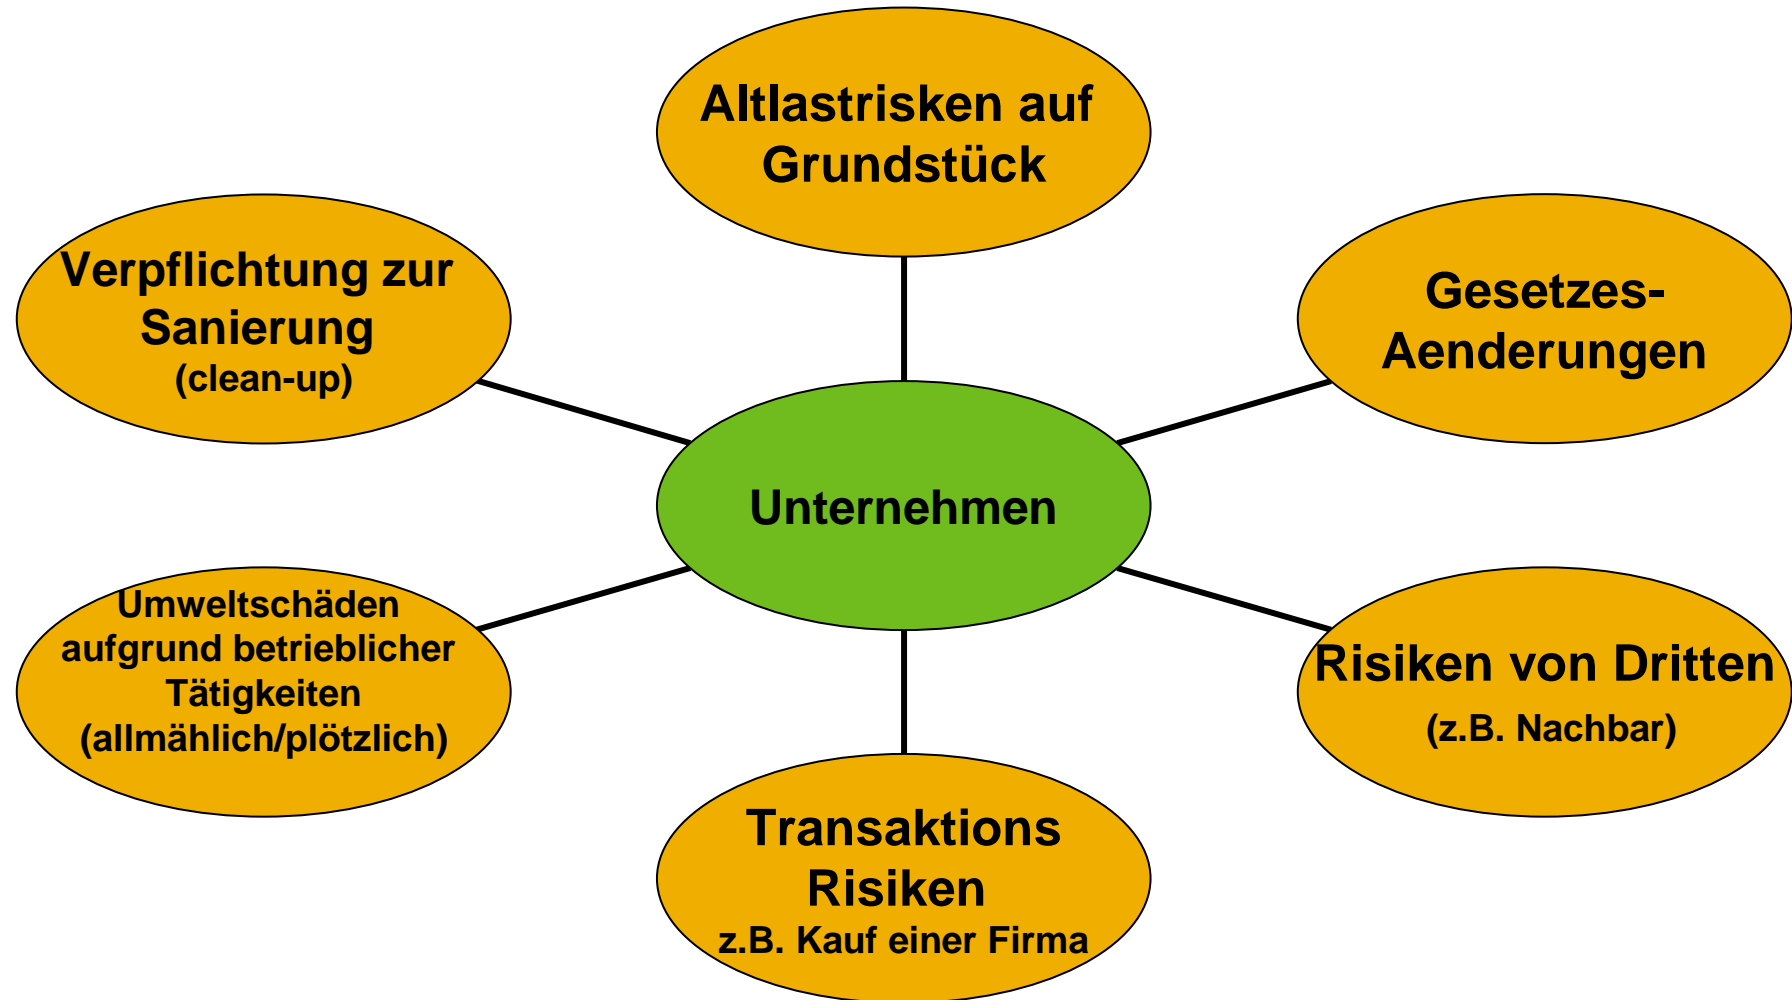 Altlastrisken auf
Grundstück
Verpflichtung zur
Sanierung
(clean-up)
Gesetzes-
Aenderungen
Unternehmen
Umweltschäden
aufgrund betrieblicher
Tätigkeiten
(allmählich/plötzlich)
Risiken von Dritten
(z.B. Nachbar)
Transaktions
Risiken
z.B. Kauf einer Firma